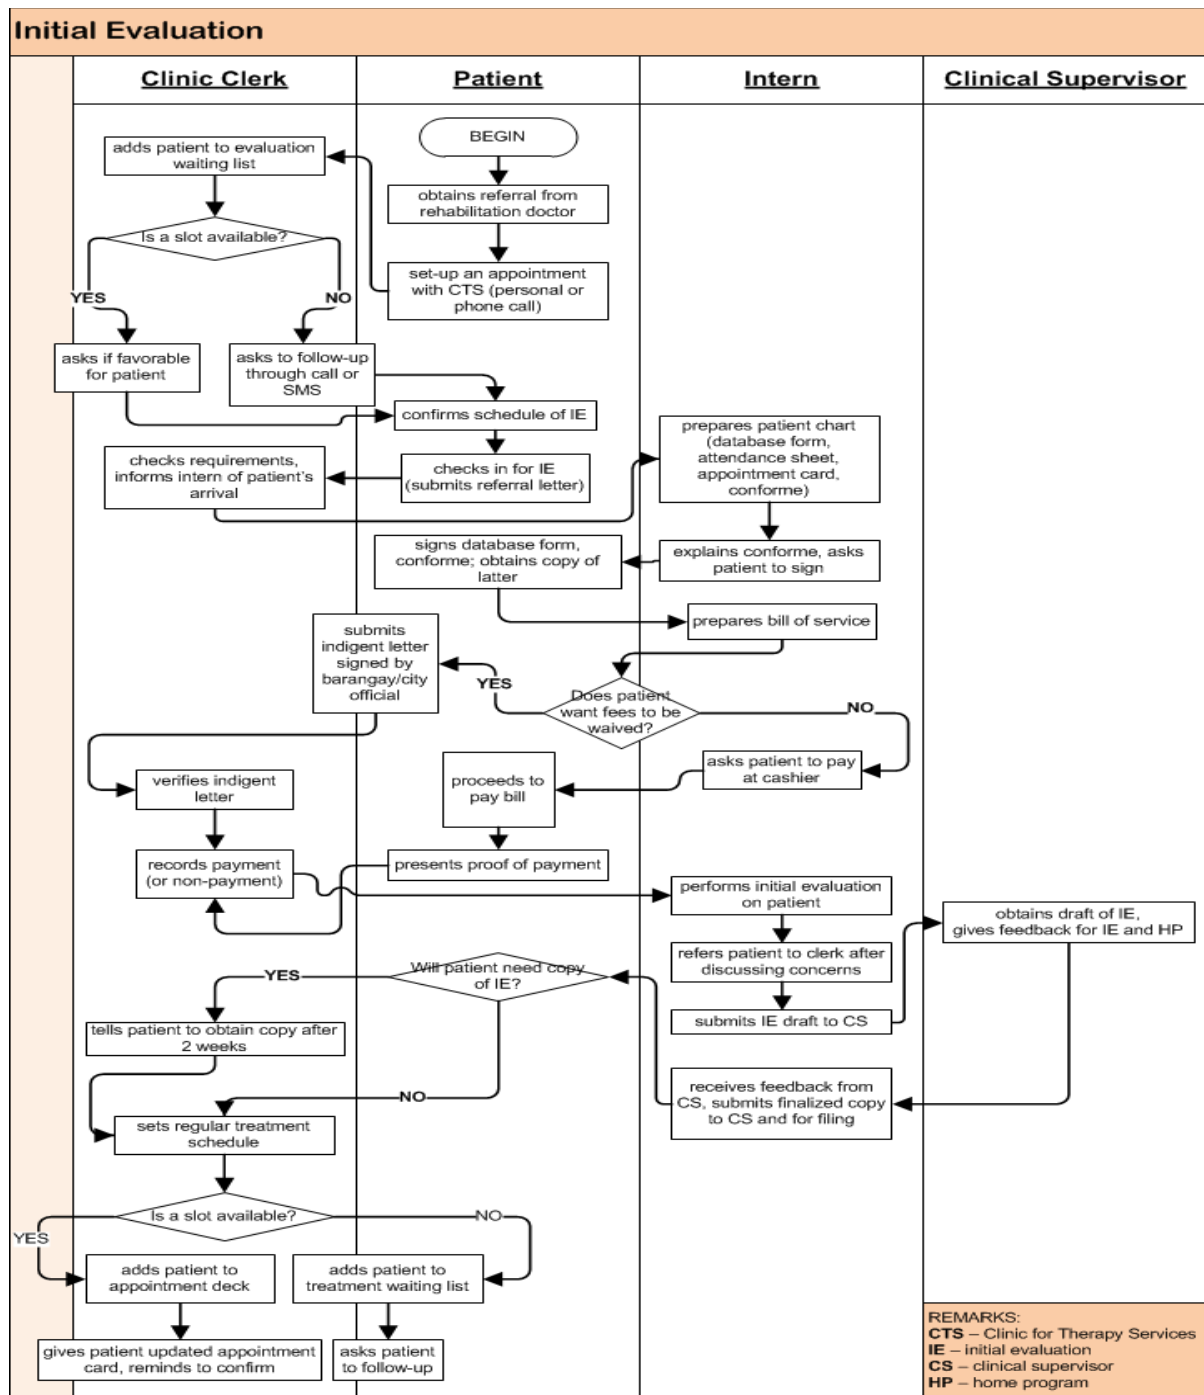 Initial Evaluation
Clinic Clerk
Patient
Intern
Clinical Supervisor
BEGIN
adds patient to evaluation
waiting list
obtains referral from
rehabilitation doctor
Is a slot available?
set-up an appointment
with CTS (personal or
phone call)
YES
NO
asks if favorable
for patient
asks to follow-up
through call or
SMS
confirms schedule of IE
prepares patient chart
(database form,
attendance sheet,
appointment card,
conforme)
checks requirements,
informs intern of patient's
arrival
checks in for IE
(submits referral letter)
signs database form,
conforme; obtains copy of
latter
explains conforme, asks
patient to sign
prepares bill of service
submits
indigent letter
signed by
barangay/city
official
YES
Does patient
want fees to be
waived?
NO
asks patient to pay
at cashier
proceeds to
pay bill
verifies indigent
letter
records payment
(or non-payment)
presents proof of payment
performs initial evaluation
on patient
obtains draft of IE,
gives feedback for IE and HP
refers patient to clerk after
discussing concerns
Will patient need copy
of IE?
YES
submits IE draft to CS
tells patient to obtain copy after
2 weeks
NO
receives feedback from
CS, submits finalized copy
to CS and for filing
sets regular treatment
schedule
Is a slot available?
NO
YES
adds patient to
appointment deck
adds patient to
treatment waiting list
gives patient updated appointment
card, reminds to confirm
asks patient
to follow-up
REMARKS:
CTS – Clinic for Therapy Services
IE – initial evaluation
CS – clinical supervisor
HP – home program